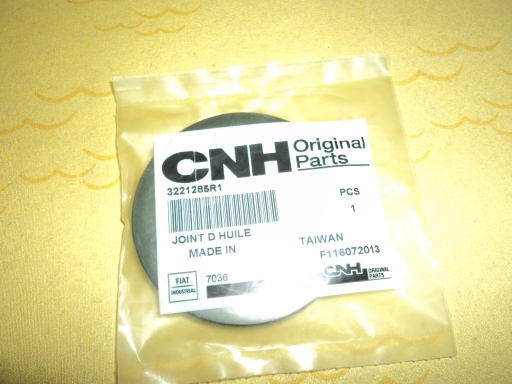 CNH Original Parts
3221285R1 PCS
1
JOINT D HUILE
MADE IN TAIWAN
F116072013
FIAT INDUSTRIAL 7036 CNH ORIGINAL PARTS